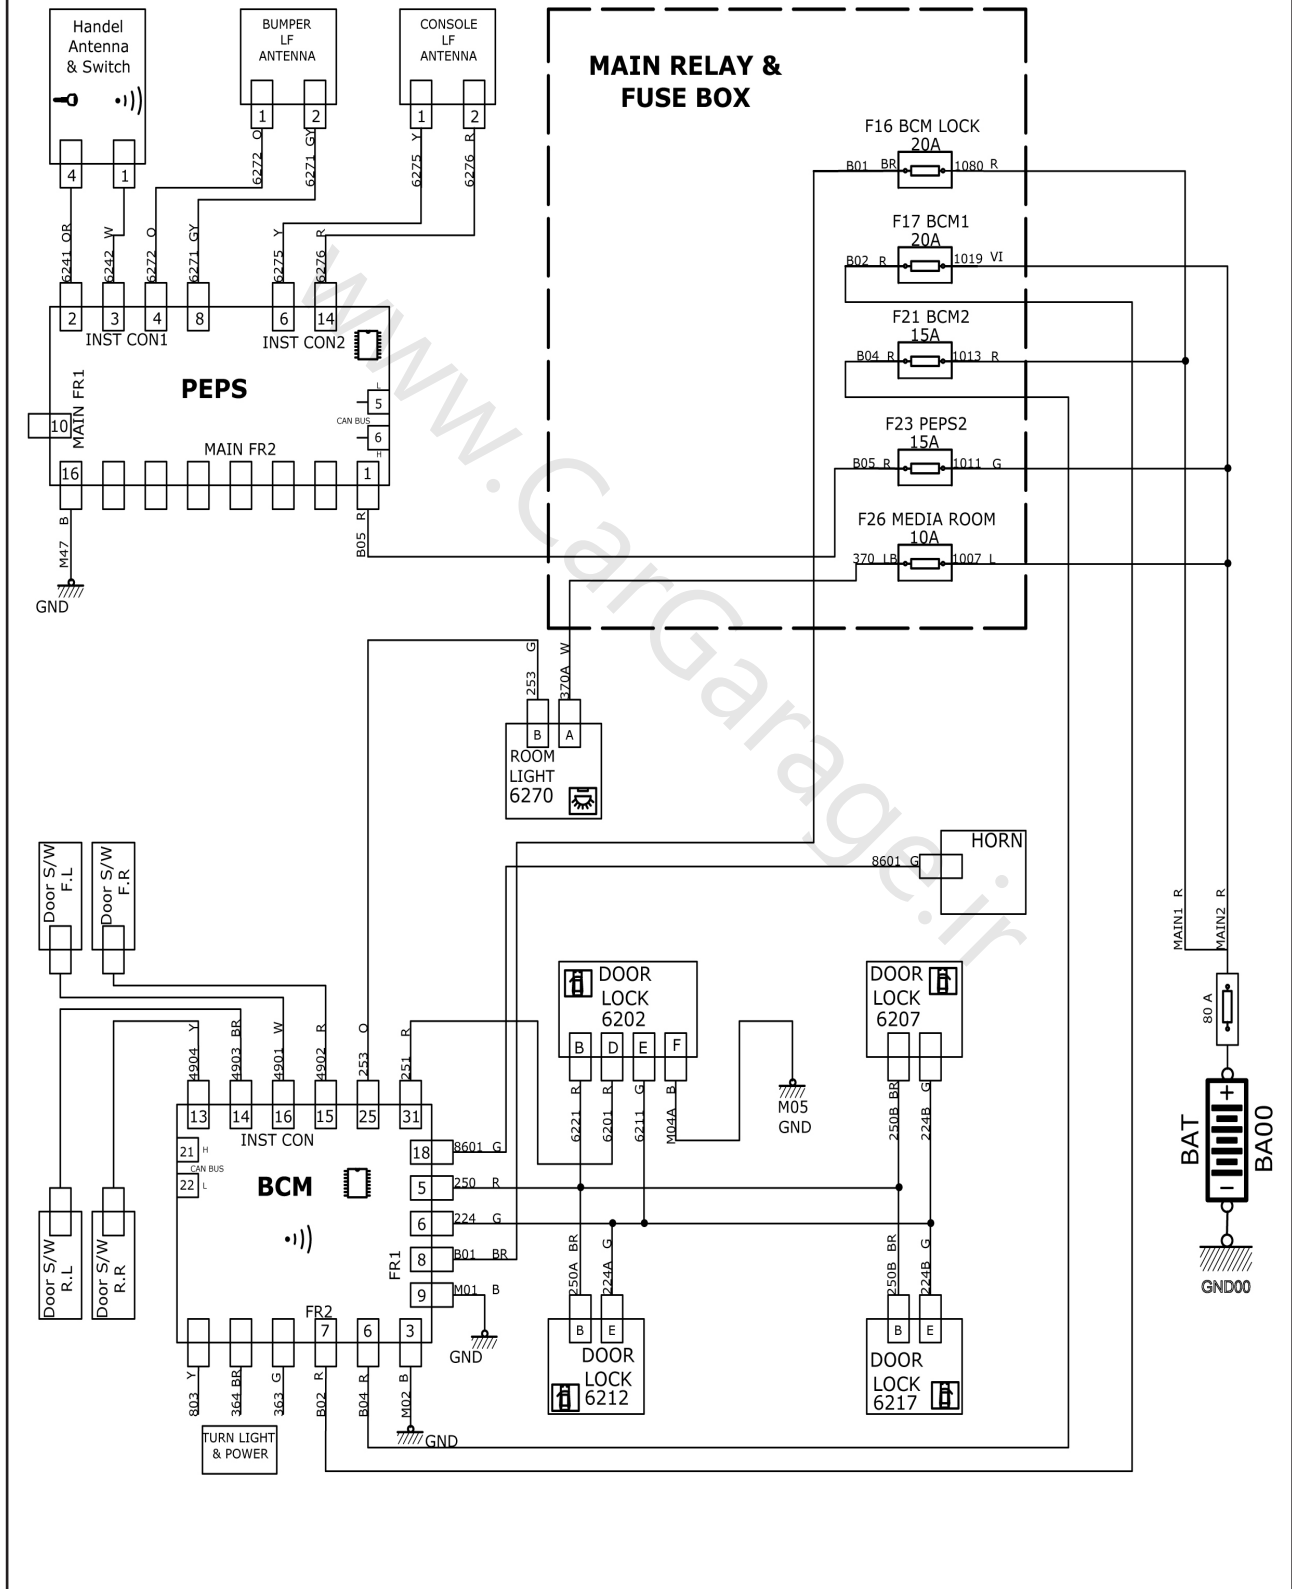 Handel
Antenna
& Switch
4
1
BUMPER
LF
ANTENNA
1
2
CONSOLE
LF
ANTENNA
1
2
MAIN RELAY &
FUSE BOX
6272 O
6271 GY
6275 Y
6276 R
6241 OR
6242 W
6272 O
6271 GY
6275 Y
6276 R
2
3
4
8
6
14
INST CON1
INST CON2
PEPS
MAIN FR1
10
L
5
CAN BUS
6
H
MAIN FR2
16
1
M47 B
B05 R
GND
F16 BCM LOCK
20A
B01 BR
1080 R
F17 BCM1
20A
B02 R
1019 VI
F21 BCM2
15A
B04 R
1013 R
F23 PEPS2
15A
B05 R
1011 G
F26 MEDIA ROOM
10A
370 LB
1007 L
253 G
370A W
B
A
ROOM
LIGHT
6270
HORN
8601 G
MAIN1 R
MAIN2 R
80 A
+
BAT
BA00
−
GND00
Door S/W
F.L
Door S/W
F.R
4904 Y
4903 BR
4901 W
4902 R
253 O
251 R
13
14
16
15
25
31
INST CON
21 H
CAN BUS
22 L
BCM
18
8601 G
5
250 R
6
224 G
8
B01 BR
9
M01 B
FR1
GND
FR2
7
6
3
Door S/W
R.L
Door S/W
R.R
803 Y
364 BR
363 G
B02 R
B04 R
M02 B
GND
TURN LIGHT
& POWER
DOOR
LOCK
6202
B
D
E
F
6221 R
6201 R
6211 G
M04A B
M05
GND
DOOR
LOCK
6207
250B BR
224B G
250A BR
224A G
250B BR
224B G
B
E
DOOR
LOCK
6212
B
E
DOOR
LOCK
6217
www.CarGarage.ir